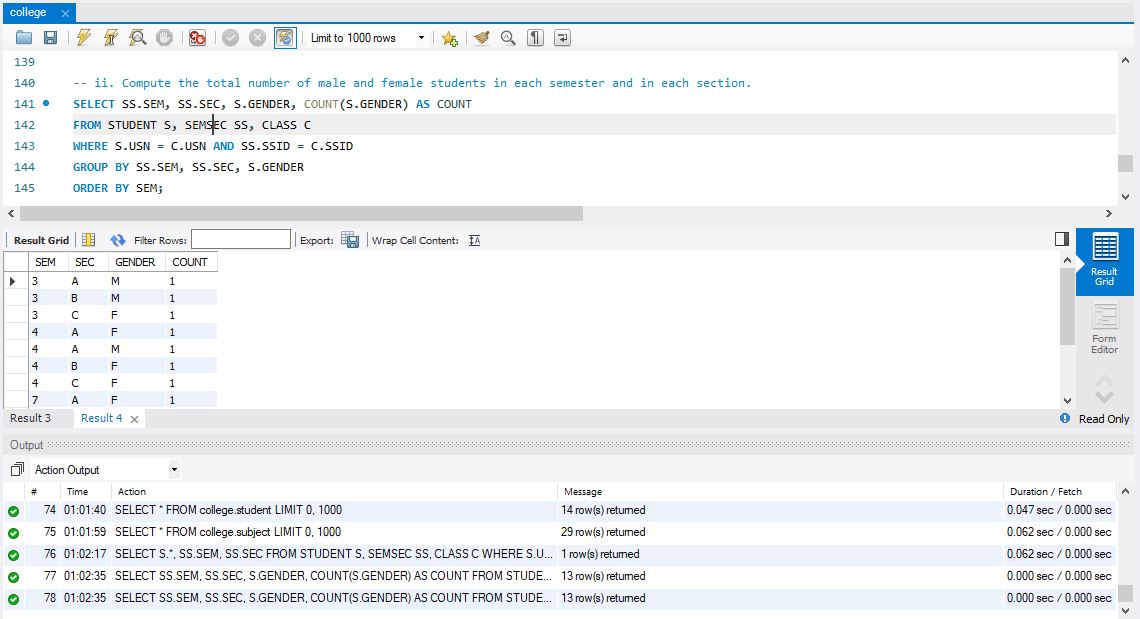 college
Limit to 1000 rows
139
140 -- ii. Compute the total number of male and female students in each semester and in each section.
141 SELECT SS.SEM, SS.SEC, S.GENDER, COUNT(S.GENDER) AS COUNT
142 FROM STUDENT S, SEMSEC SS, CLASS C
143 WHERE S.USN = C.USN AND SS.SSID = C.SSID
144 GROUP BY SS.SEM, SS.SEC, S.GENDER
145 ORDER BY SEM;
Result Grid Filter Rows: Export: Wrap Cell Content: IA
SEM SEC GENDER COUNT
3 A M 1
3 B M 1
3 C F 1
4 A F 1
4 A M 1
4 B F 1
4 C F 1
7 A F 1
Result Grid
Form Editor
Result 3 Result 4 Read Only
Output
Action Output
# Time Action Message Duration / Fetch
74 01:01:40 SELECT * FROM college.student LIMIT 0, 1000 14 row(s) returned 0.047 sec / 0.000 sec
75 01:01:59 SELECT * FROM college.subject LIMIT 0, 1000 29 row(s) returned 0.062 sec / 0.000 sec
76 01:02:17 SELECT S.*, SS.SEM, SS.SEC FROM STUDENT S, SEMSEC SS, CLASS C WHERE S.U... 1 row(s) returned 0.062 sec / 0.000 sec
77 01:02:35 SELECT SS.SEM, SS.SEC, S.GENDER, COUNT(S.GENDER) AS COUNT FROM STUDE... 13 row(s) returned 0.000 sec / 0.000 sec
78 01:02:35 SELECT SS.SEM, SS.SEC, S.GENDER, COUNT(S.GENDER) AS COUNT FROM STUDE... 13 row(s) returned 0.000 sec / 0.000 sec